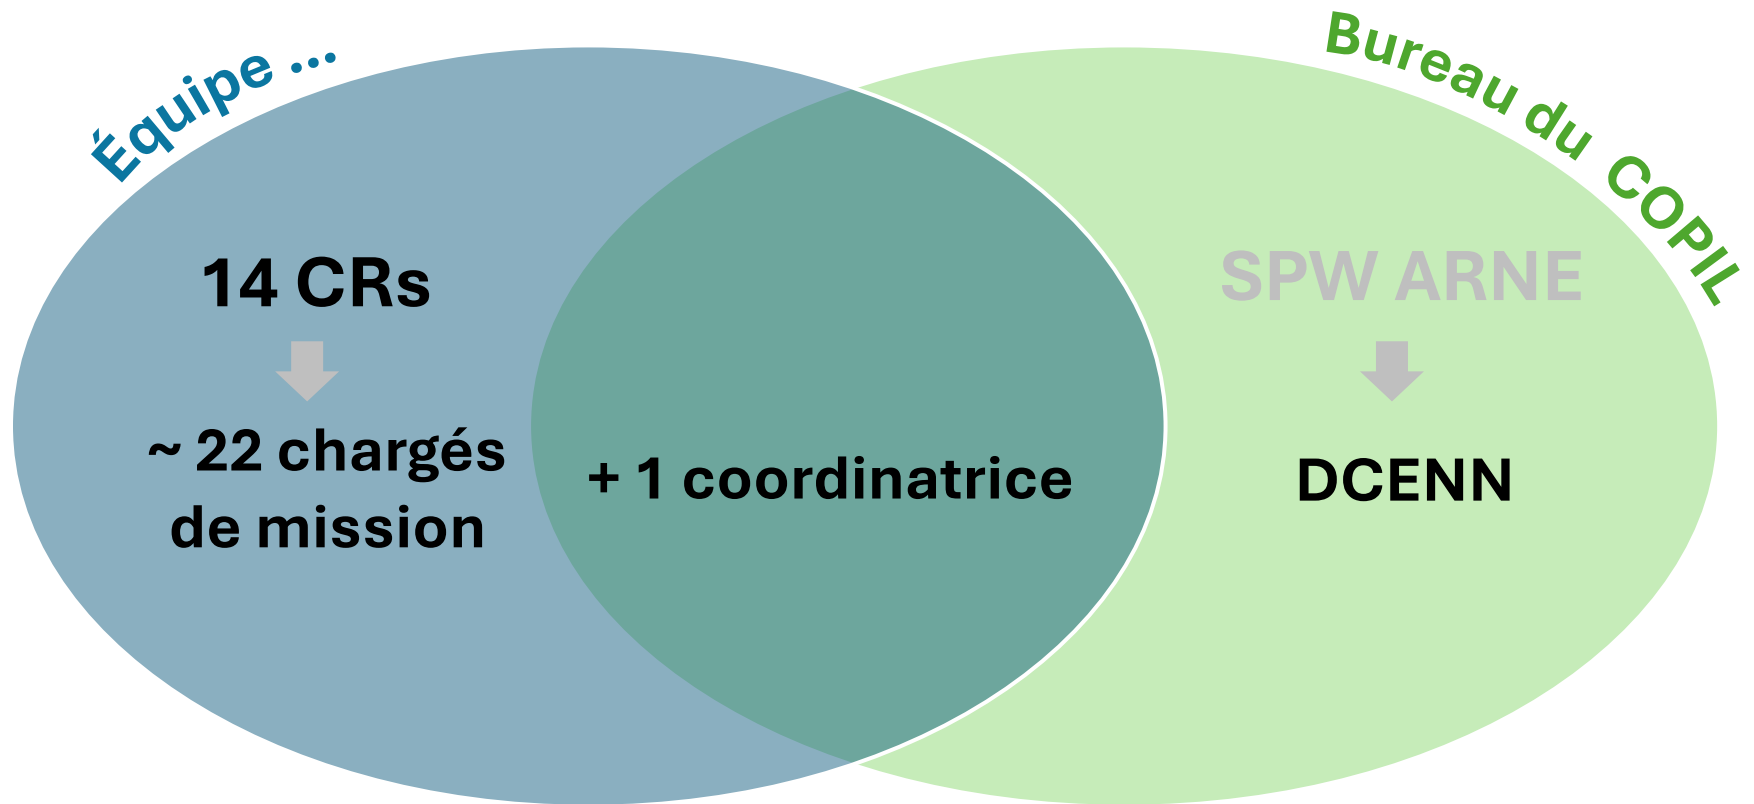 Équipe ...
Bureau du COPIL
14 CRs
~ 22 chargés
de mission
+ 1 coordinatrice
SPW ARNE
DCENN